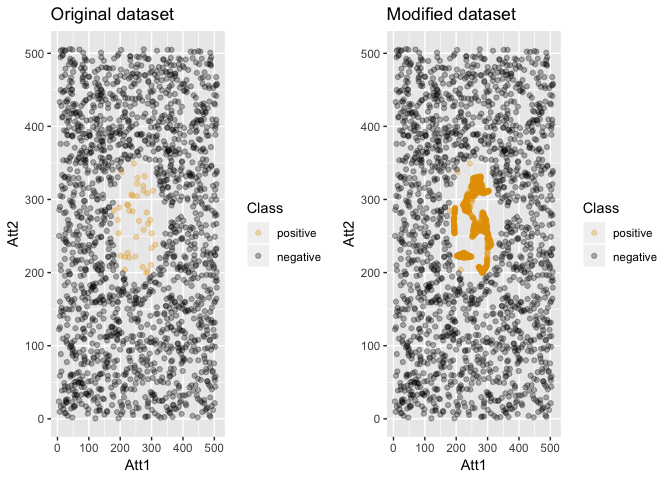 Original dataset
Att2
500
400
300
200
100
0
0 100 200 300 400 500
Att1
Class
positive
negative
Modified dataset
Att2
500
400
300
200
100
0
0 100 200 300 400 500
Att1
Class
positive
negative